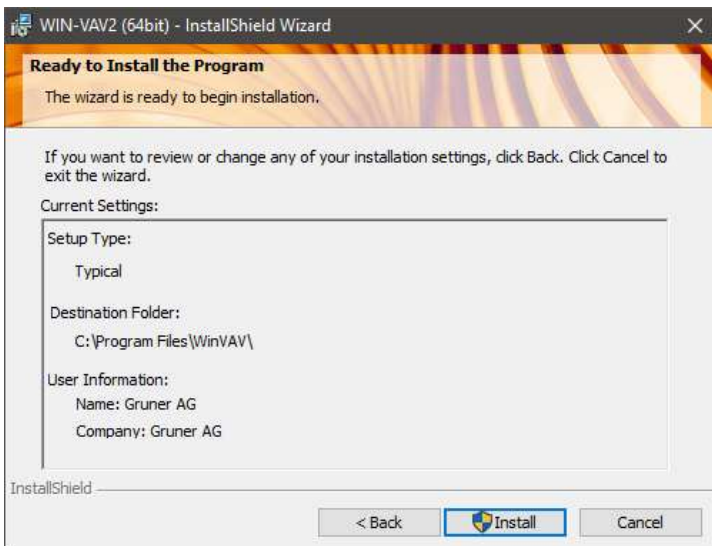 WIN-VAV2 (64bit) - InstallShield Wizard
Ready to Install the Program
The wizard is ready to begin installation.
If you want to review or change any of your installation settings, click Back. Click Cancel to
exit the wizard.
Current Settings:
Setup Type:
Typical
Destination Folder:
C:\Program Files\WinVAV\
User Information:
Name: Gruner AG
Company: Gruner AG
InstallShield
< Back
Install
Cancel